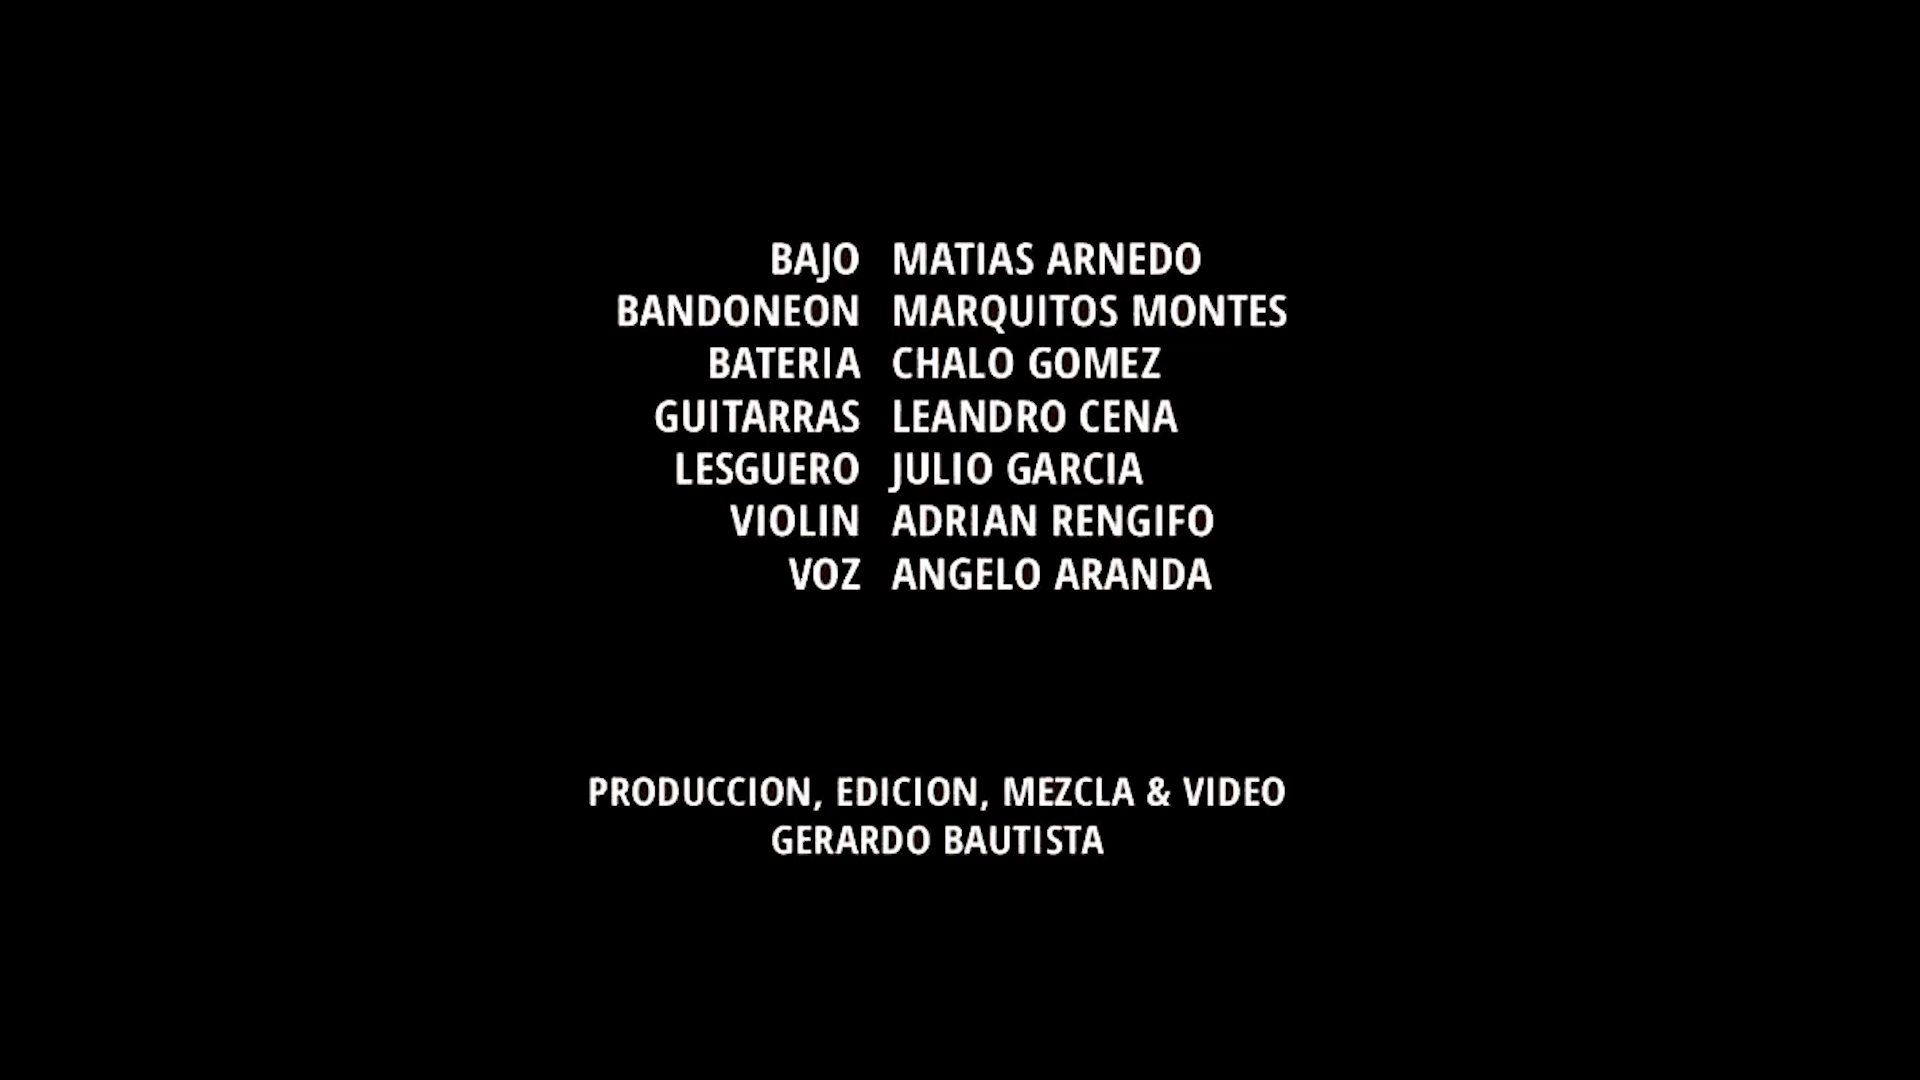 BAJO MATIAS ARNEDO
BANDONEON MARQUITOS MONTES
BATERIA CHALO GOMEZ
GUITARRAS LEANDRO CENA
LESGUERO JULIO GARCIA
VIOLIN ADRIAN RENGIFO
VOZ ANGELO ARANDA
PRODUCCION, EDICION, MEZCLA & VIDEO
GERARDO BAUTISTA